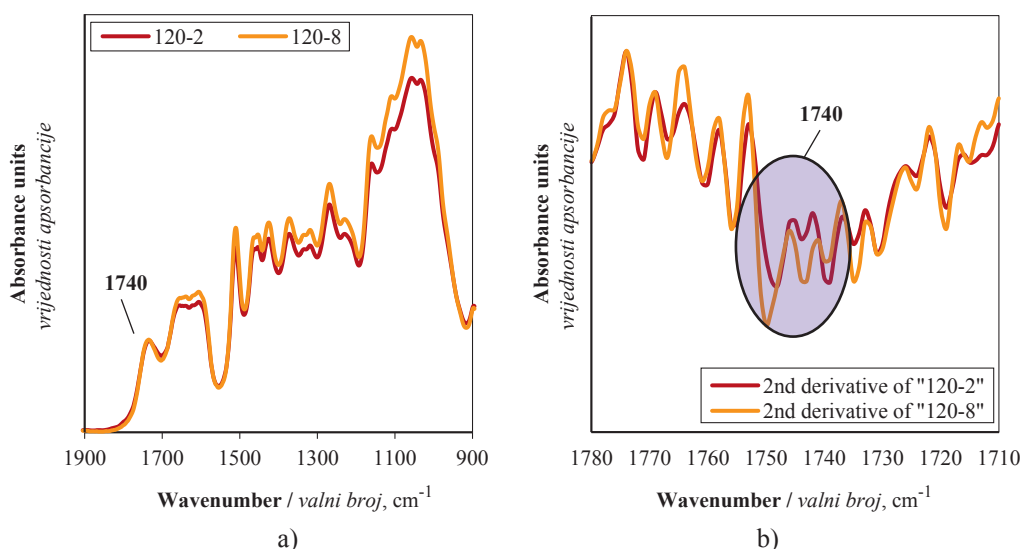 120-2
120-8
1740
Absorbance units
vrijednosti apsorbancije
1900
1700
1500
1300
1100
900
Wavenumber / valni broj, cm⁻¹
a)
1740
Absorbance units
vrijednosti apsorbancije
2nd derivative of "120-2"
2nd derivative of "120-8"
1780
1770
1760
1750
1740
1730
1720
1710
Wavenumber / valni broj, cm⁻¹
b)